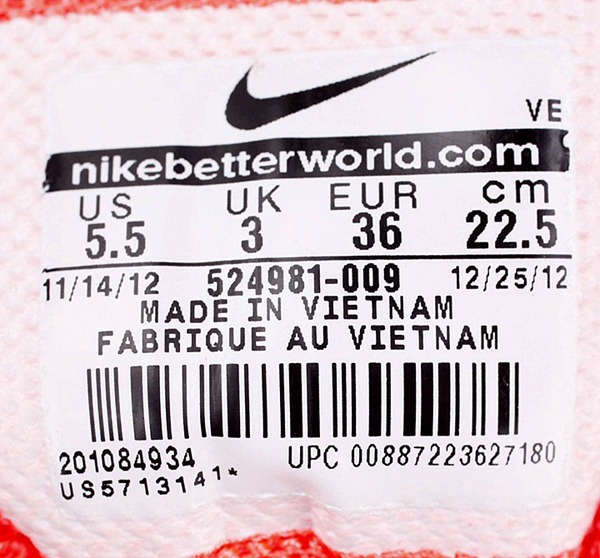 VE
nikebetterworld.com
US UK EUR cm
5.5 3 36 22.5
11/14/12 524981-009 12/25/12
MADE IN VIETNAM
FABRIQUE AU VIETNAM
201084934 UPC 00887223627180
US5713141*